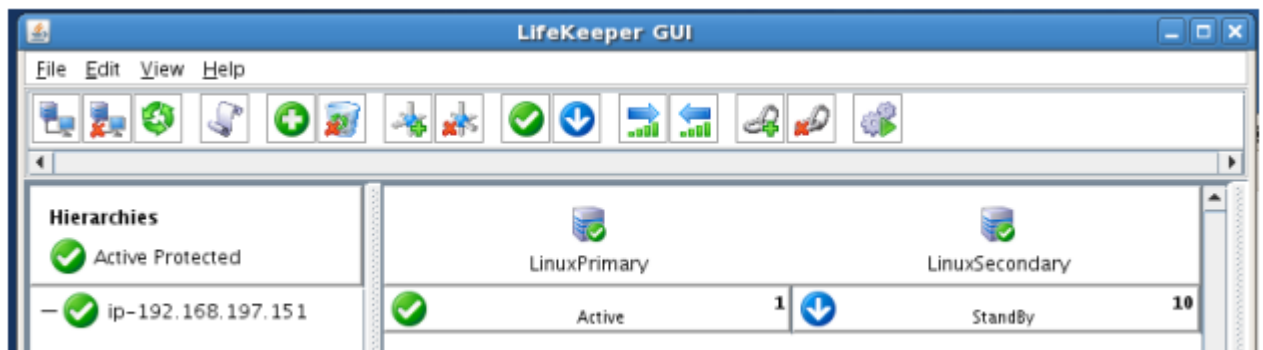 LifeKeeper GUI
File Edit View Help
Hierarchies
Active Protected
LinuxPrimary LinuxSecondary
ip-192.168.197.151 Active 1 StandBy 10